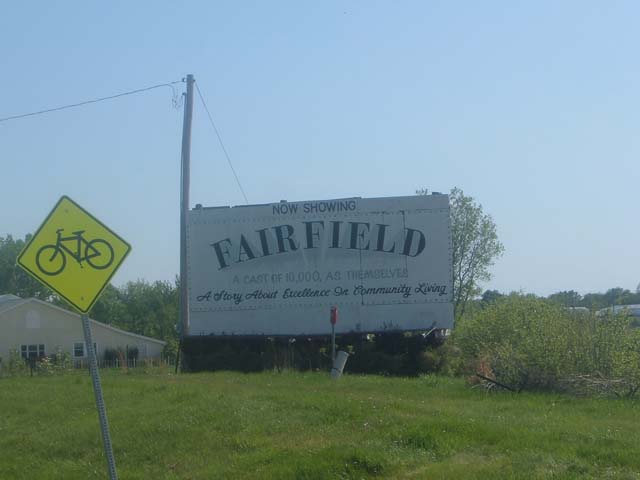 NOW SHOWING
FAIRFIELD
A CAST OF 10,000, AS THEMSELVES
A Story About Excellence In Community Living